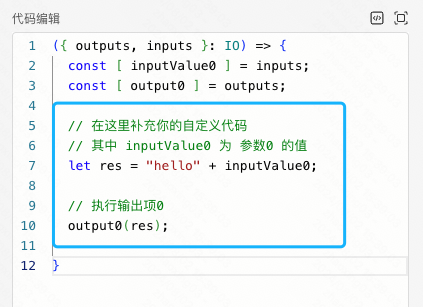 代码编辑
1 ({ outputs, inputs }: IO) => {
2 const [ inputValue0 ] = inputs;
3 const [ output0 ] = outputs;
4
5 // 在这里补充你的自定义代码
6 // 其中 inputValue0 为 参数0 的值
7 let res = "hello" + inputValue0;
8
9 // 执行输出项0
10 output0(res);
11
12 }